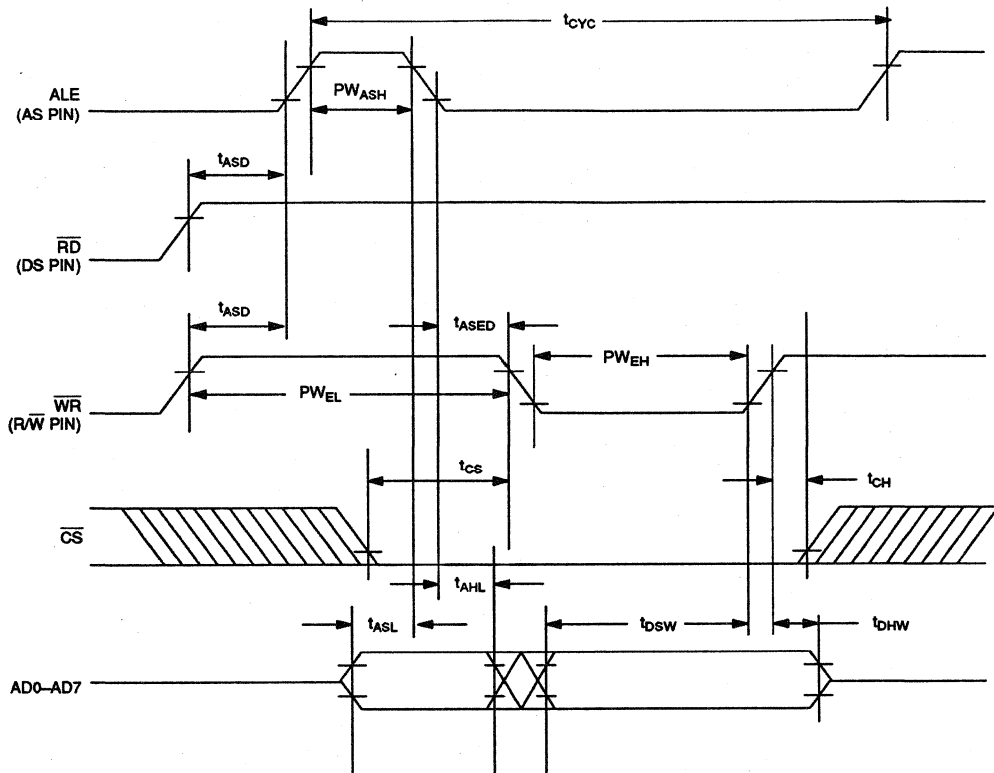 tCYC
ALE
(AS PIN)
PWASH
tASD
RD
(DS PIN)
tASD
tASED
PWEH
PWEL
WR
(R/W PIN)
tCS
tCH
CS
tAHL
tASL
tDSW
tDHW
AD0–AD7